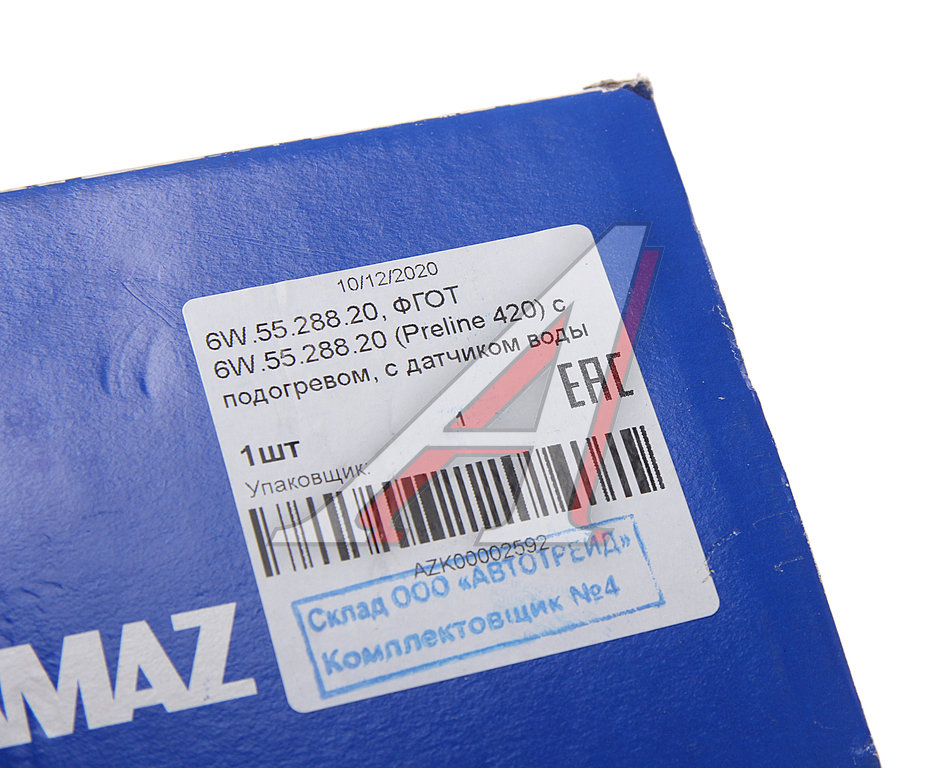 10/12/2020
6W.55.288.20, ФГОТ
6W.55.288.20 (Preline 420) с
подогревом, с датчиком воды
1
ЕАС
1шт
Упаковщик:
AZK00002592
Склад ООО «АВТОТРЕЙД»
Комплектовщик №4
AMAZ